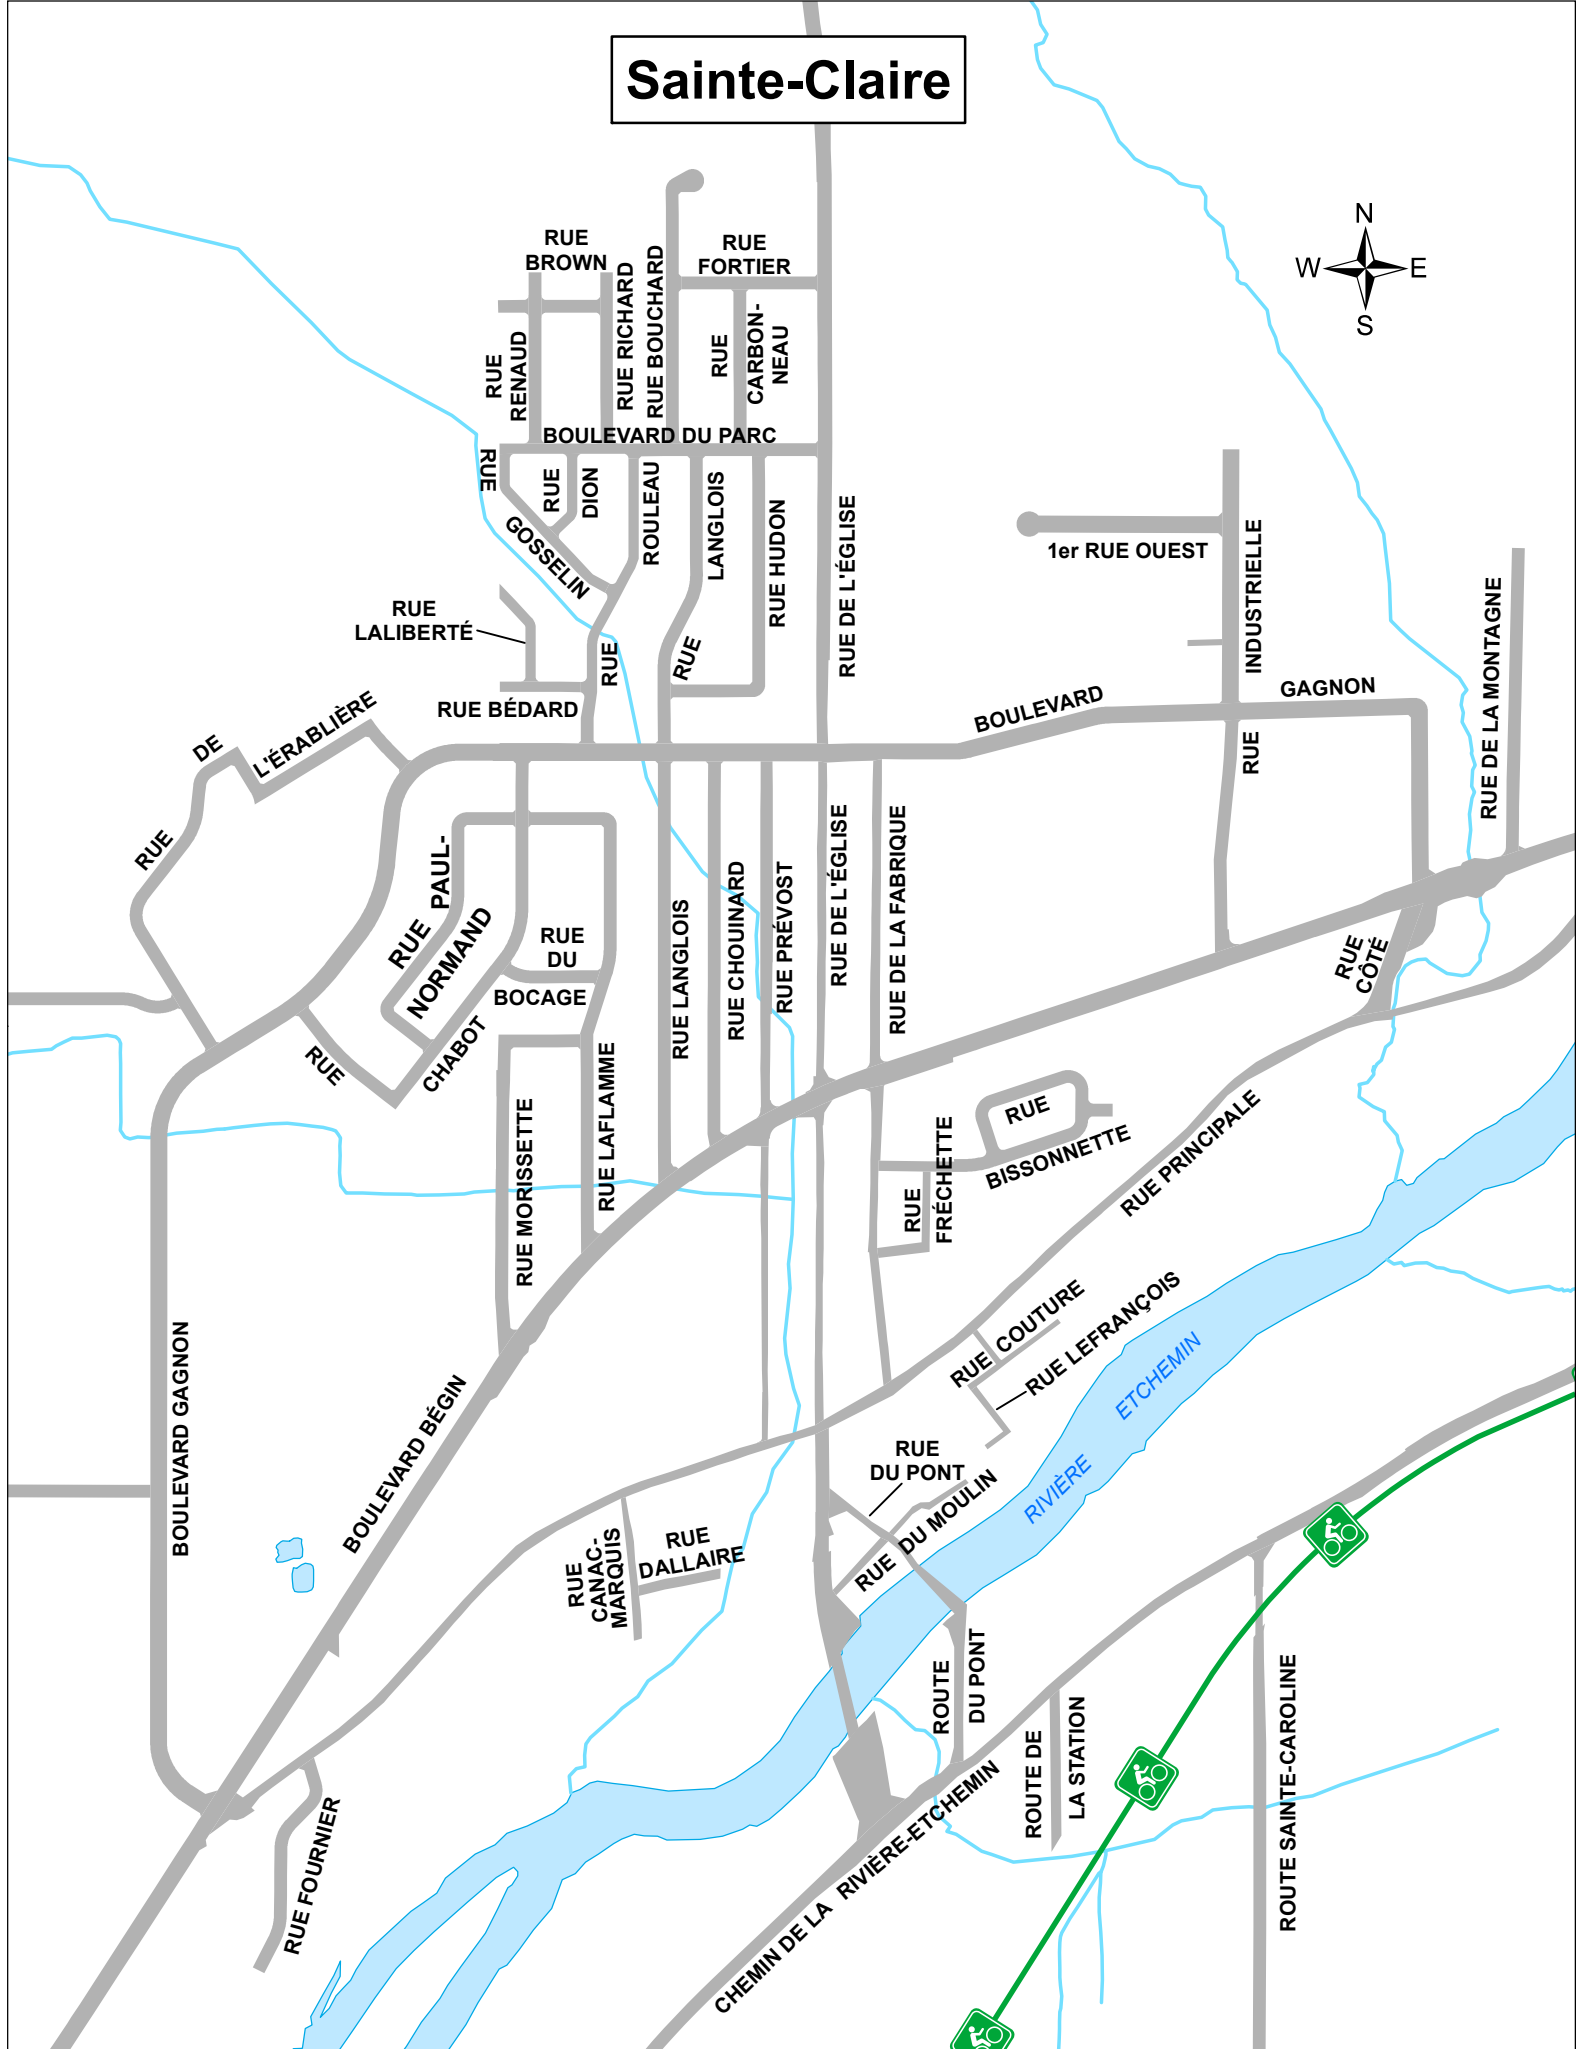 Sainte-Claire
N
W
E
S
RUE
BROWN
RUE
FORTIER
RUE
RENAUD
RUE RICHARD
RUE BOUCHARD
RUE
CARBON-
NEAU
BOULEVARD DU PARC
RUE
GOSSELIN
RUE
DION
ROULEAU
RUE
LANGLOIS
RUE
RUE HUDON
RUE DE L'ÉGLISE
1er RUE OUEST
INDUSTRIELLE
RUE
RUE DE LA MONTAGNE
RUE
LALIBERTÉ
RUE BÉDARD
BOULEVARD
GAGNON
RUE
DE
L'ÉRABLIÈRE
RUE
PAUL-
NORMAND
RUE
DU
BOCAGE
RUE
CHABOT
RUE LANGLOIS
RUE CHOUINARD
RUE PRÉVOST
RUE DE L'ÉGLISE
RUE DE LA FABRIQUE
RUE
CÔTÉ
RUE MORISSETTE
RUE LAFLAMME
RUE
BISSONNETTE
RUE
FRÉCHETTE
RUE PRINCIPALE
RUE COUTURE
RUE LEFRANÇOIS
RIVIÈRE
ETCHEMIN
BOULEVARD GAGNON
BOULEVARD BÉGIN
RUE
DU PONT
RUE DU MOULIN
RUE
CANAC-
MARQUIS
RUE
DALLAIRE
ROUTE
DU PONT
ROUTE DE
LA STATION
ROUTE SAINTE-CAROLINE
RUE FOURNIER
CHEMIN DE LA RIVIÈRE-ETCHEMIN